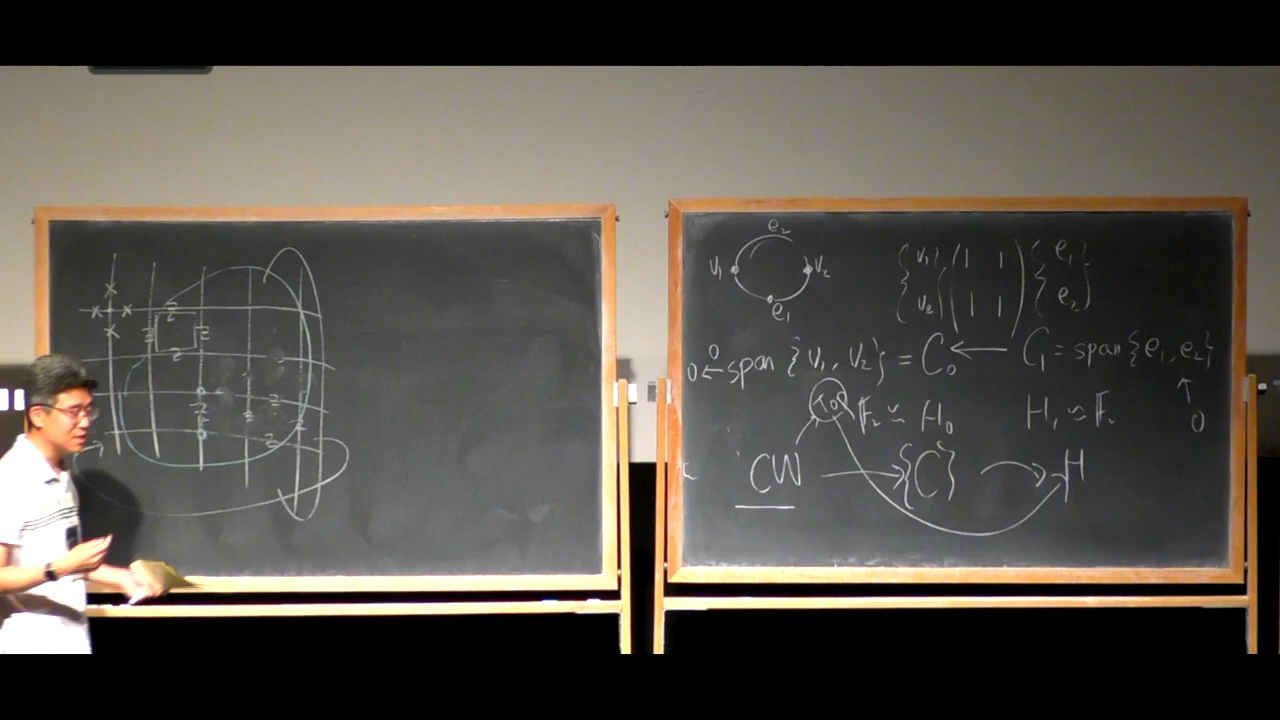 x
x x
x
z
z z
z
z
z z
z z
z
z
e₂
v₁ v₂
e₁
{v₁ v₂} (1 1 1 1) {e₁ e₂}
0 ← span {v₁, v₂} = C₀ ← C₁ = span {e₁, e₂}
↑
0
Top
𝔽₂ ≈ H₀ H₁ ≈ 𝔽₂
CW → {C} → H